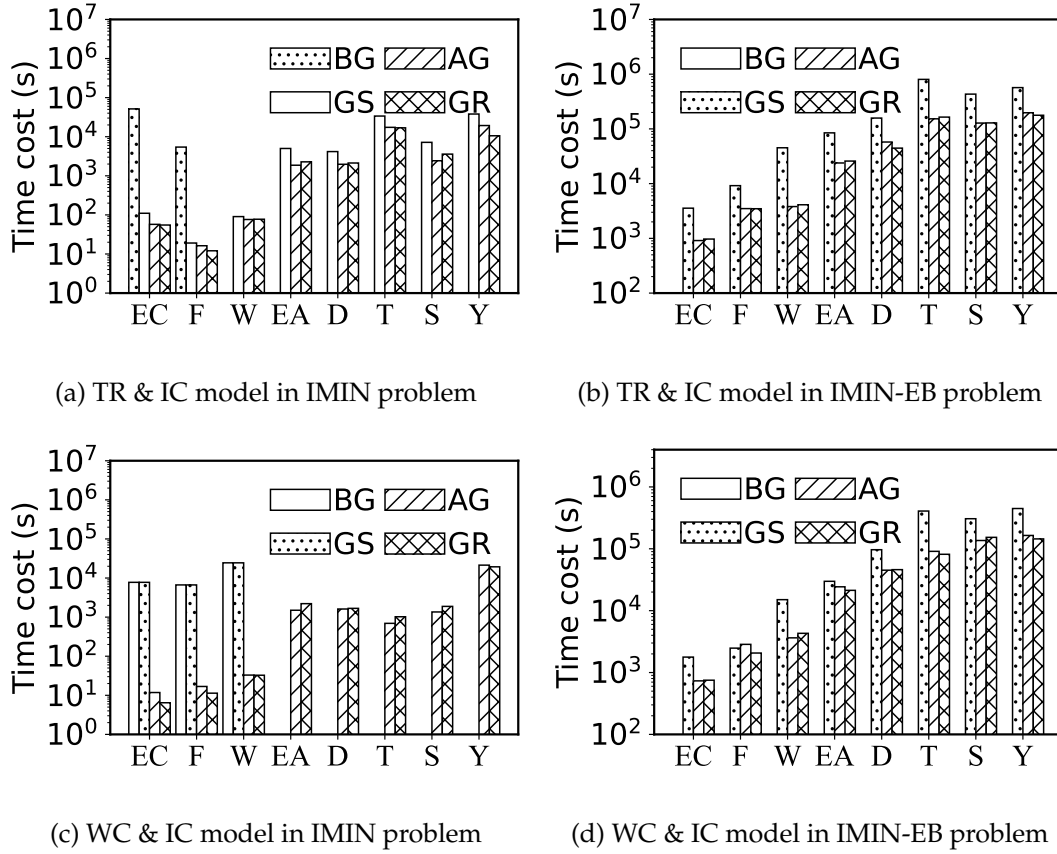 10^7
10^6
10^5
10^4
10^3
10^2
10^1
10^0
Time cost (s)
BG AG
GS GR
EC F W EA D T S Y
(a) TR & IC model in IMIN problem
10^7
10^6
10^5
10^4
10^3
10^2
Time cost (s)
BG AG
GS GR
EC F W EA D T S Y
(b) TR & IC model in IMIN-EB problem
10^7
10^6
10^5
10^4
10^3
10^2
10^1
10^0
Time cost (s)
BG AG
GS GR
EC F W EA D T S Y
(c) WC & IC model in IMIN problem
10^6
10^5
10^4
10^3
10^2
Time cost (s)
BG AG
GS GR
EC F W EA D T S Y
(d) WC & IC model in IMIN-EB problem